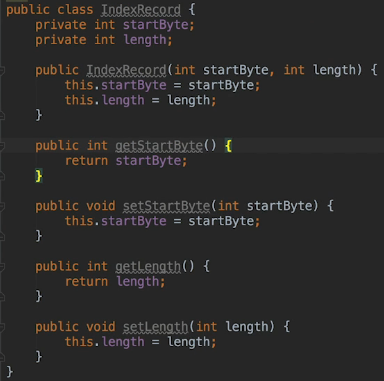 public class IndexRecord {
    private int startByte;
    private int length;

    public IndexRecord(int startByte, int length) {
        this.startByte = startByte;
        this.length = length;
    }

    public int getStartByte() {
        return startByte;
    }

    public void setStartByte(int startByte) {
        this.startByte = startByte;
    }

    public int getLength() {
        return length;
    }

    public void setLength(int length) {
        this.length = length;
    }
}